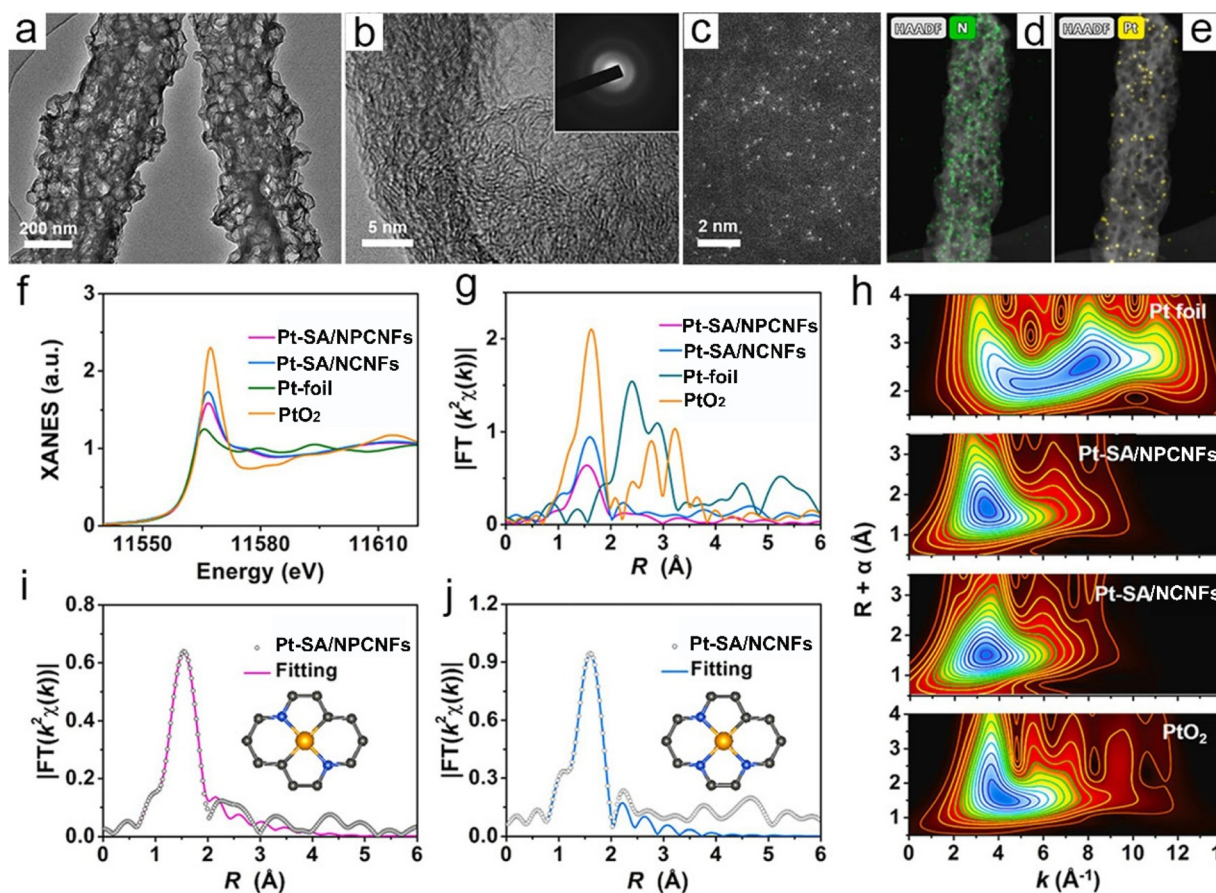 a
200 nm
b
5 nm
c
2 nm
HAADF N d
HAADF Pt e
f
XANES (a.u.)
3
2
1
0
11550 11580 11610
Energy (eV)
Pt-SA/NPCNFs
Pt-SA/NCNFs
Pt-foil
PtO₂
g
|FT (k²χ(k))|
2
1
0
0 1 2 3 4 5 6
R (Å)
Pt-SA/NPCNFs
Pt-SA/NCNFs
Pt-foil
PtO₂
h
R + α (Å)
4
3
2
Pt foil
3
2
1
Pt-SA/NPCNFs
3
2
1
Pt-SA/NCNFs
4
3
2
1
PtO₂
0 2 4 6 8 10 12
k (Å⁻¹)
i
|FT(k²χ(k))|
0.8
0.6
0.4
0.2
0.0
0 1 2 3 4 5 6
R (Å)
Pt-SA/NPCNFs
Fitting
j
|FT(k²χ(k))|
1.2
0.9
0.6
0.3
0.0
0 1 2 3 4 5 6
R (Å)
Pt-SA/NCNFs
Fitting